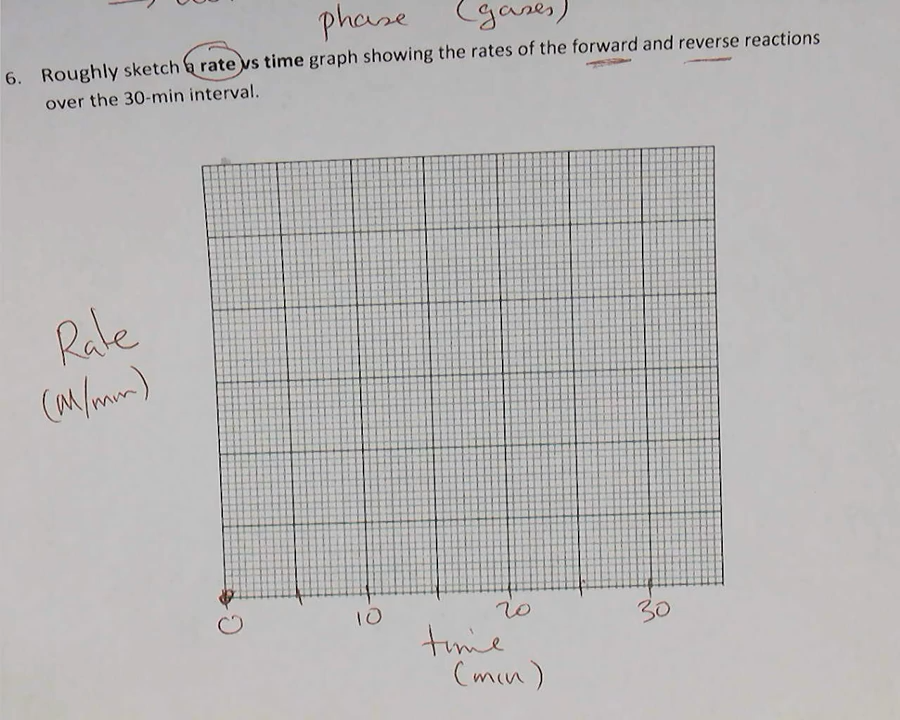 phase (gases)
6. Roughly sketch a rate vs time graph showing the rates of the forward and reverse reactions
over the 30-min interval.
Rate
(M/min)
0 10 20 30
time
(min)